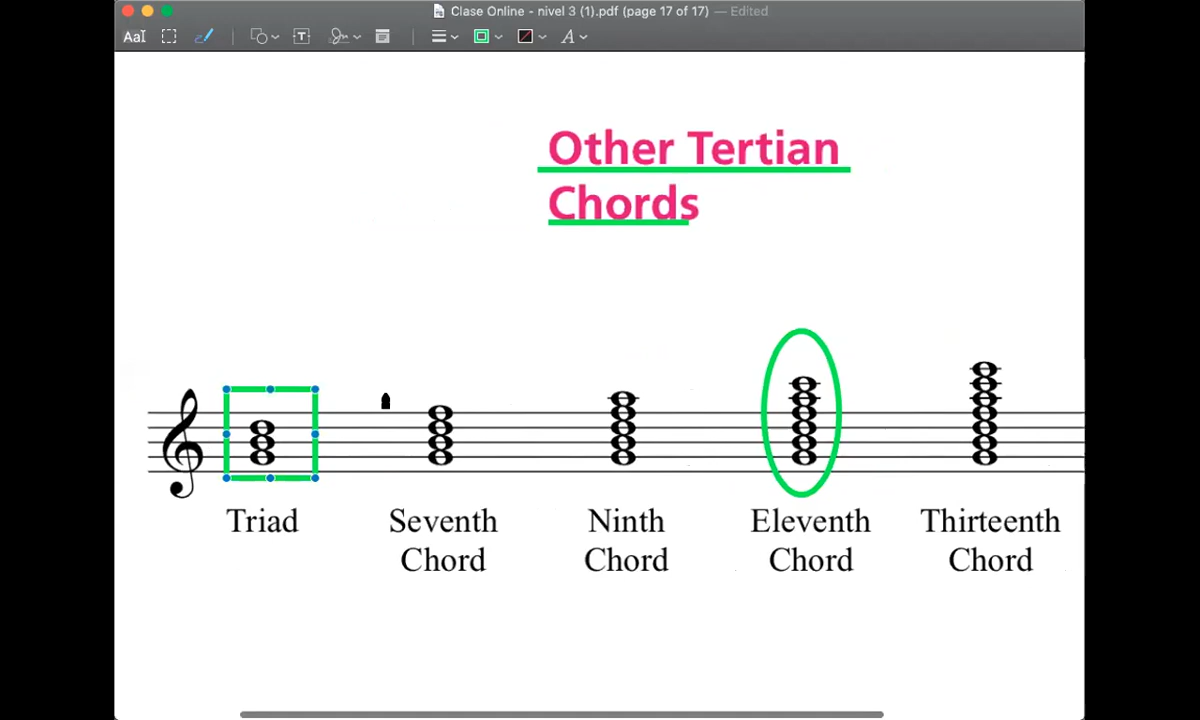 Clase Online - nivel 3 (1).pdf (page 17 of 17) — Edited
AaI T A
Other Tertian
Chords
Triad Seventh Chord Ninth Chord Eleventh Chord Thirteenth Chord